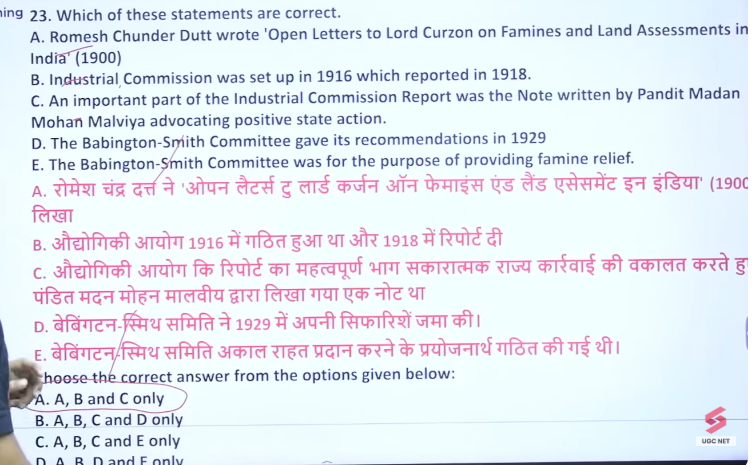 ning 23. Which of these statements are correct.
A. Romesh Chunder Dutt wrote 'Open Letters to Lord Curzon on Famines and Land Assessments in
India' (1900)
B. Industrial Commission was set up in 1916 which reported in 1918.
C. An important part of the Industrial Commission Report was the Note written by Pandit Madan
Mohan Malviya advocating positive state action.
D. The Babington-Smith Committee gave its recommendations in 1929
E. The Babington-Smith Committee was for the purpose of providing famine relief.
A. रोमेश चंद्र दत्त ने 'ओपन लैटर्स टु लार्ड कर्जन ऑन फेमाइंस एंड लैंड एसेसमेंट इन इंडिया' (1900
लिखा
B. औद्योगिकी आयोग 1916 में गठित हुआ था और 1918 में रिपोर्ट दी
C. औद्योगिकी आयोग कि रिपोर्ट का महत्वपूर्ण भाग सकारात्मक राज्य कार्रवाई की वकालत करते हु
पंडित मदन मोहन मालवीय द्वारा लिखा गया एक नोट था
D. बेबिंगटन-स्मिथ समिति ने 1929 में अपनी सिफारिशें जमा की।
E. बेबिंगटन-स्मिथ समिति अकाल राहत प्रदान करने के प्रयोजनार्थ गठित की गई थी।
hoose the correct answer from the options given below:
A. A, B and C only
B. A, B, C and D only
C. A, B, C and E only
D. A, B, D and E only
UGC NET